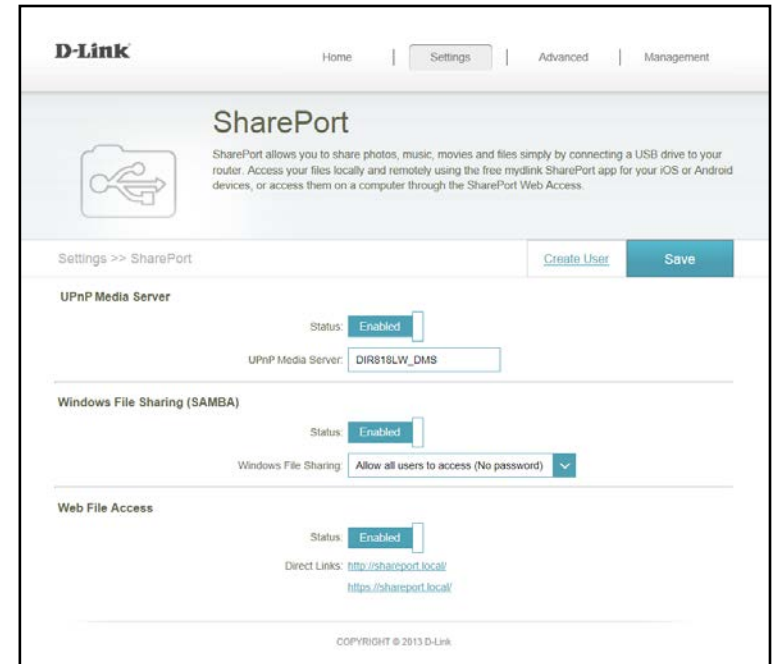 D-Link
Home | Settings | Advanced | Management
SharePort
SharePort allows you to share photos, music, movies and files simply by connecting a USB drive to your
router. Access your files locally and remotely using the free mydlink SharePort app for your iOS or Android
devices, or access them on a computer through the SharePort Web Access.
Settings >> SharePort Create User Save
UPnP Media Server
Status: Enabled
UPnP Media Server: DIR818LW_DMS
Windows File Sharing (SAMBA)
Status: Enabled
Windows File Sharing: Allow all users to access (No password)
Web File Access
Status: Enabled
Direct Links: http://shareport.local/
https://shareport.local/
COPYRIGHT © 2013 D-Link